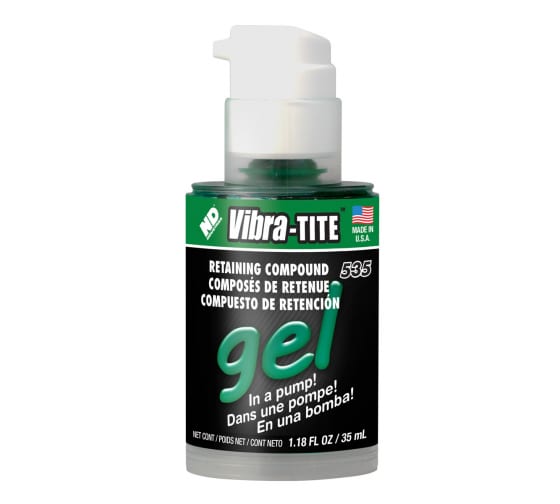 ND
Vibra-TITE™
MADE IN
U.S.A.
RETAINING COMPOUND 535
COMPOSÉS DE RETENUE
COMPUESTO DE RETENCIÓN
gel
In a pump!
Dans une pompe!
En una bomba!
NET CONT / POIDS NET / CONT NETO 1.18 FL OZ / 35 mL